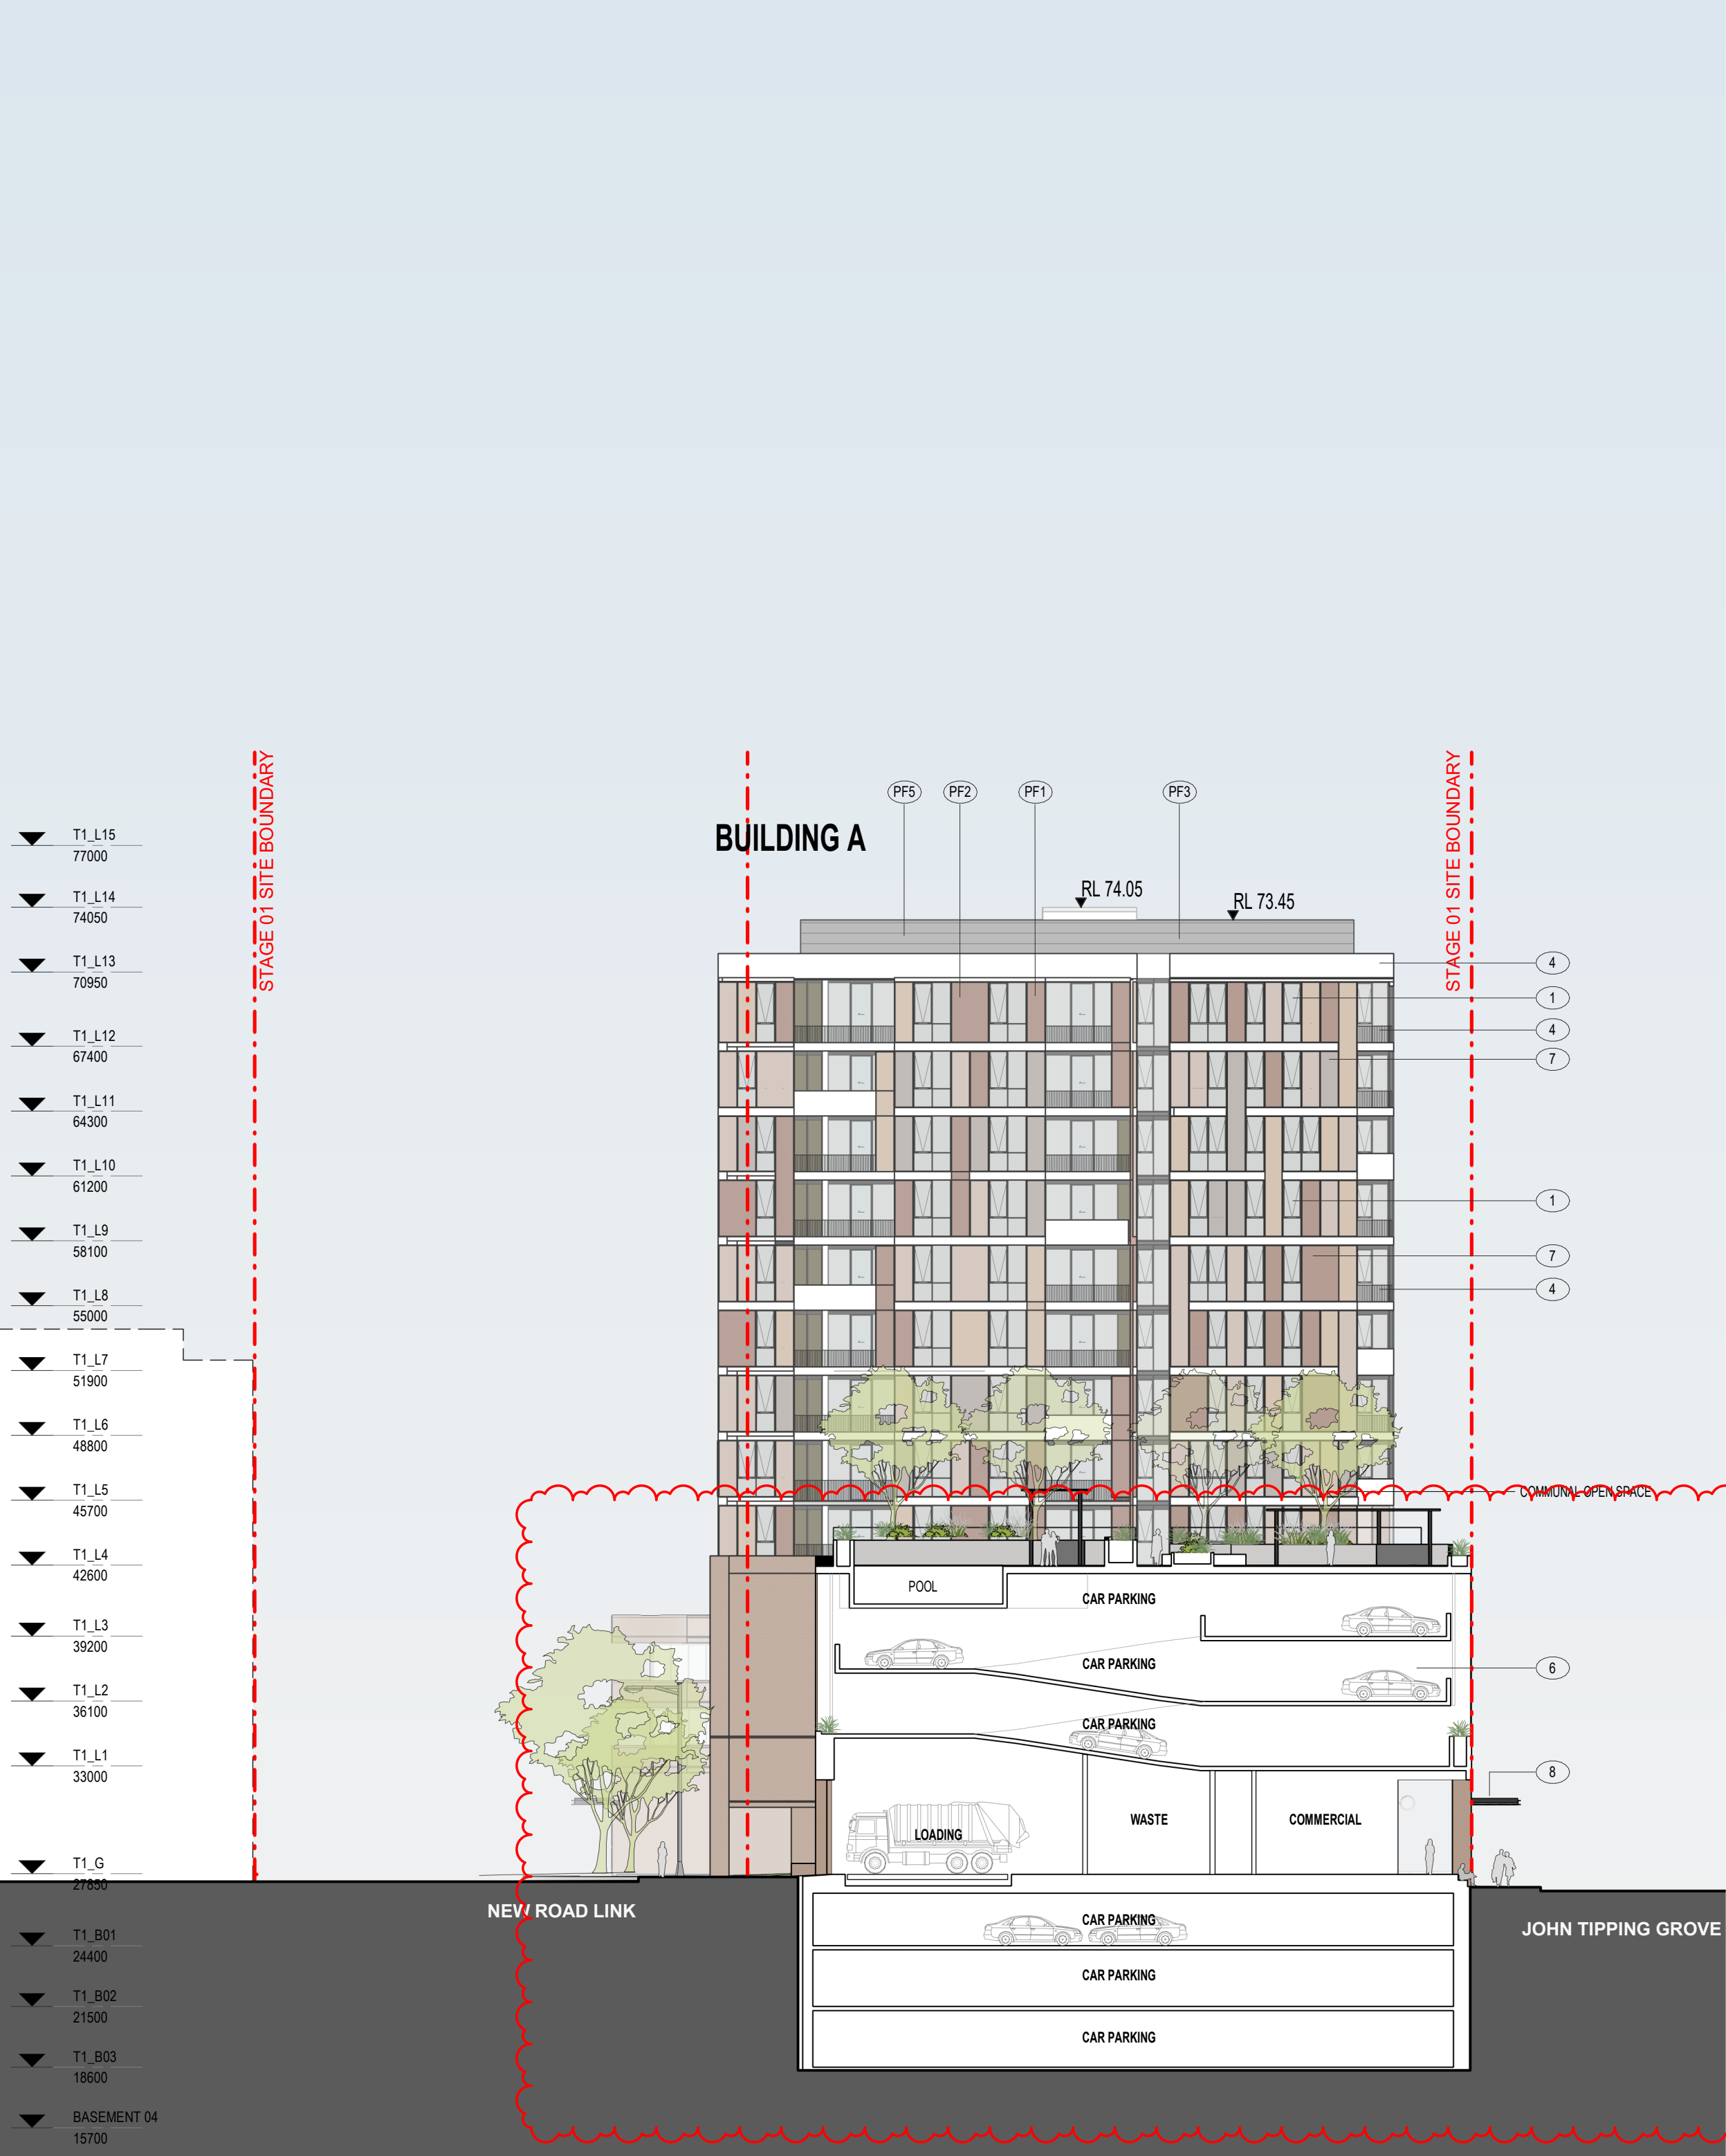 PF5 PF2 PF1 PF3
STAGE 01 SITE BOUNDARY
STAGE 01 SITE BOUNDARY
BUILDING A
RL 74.05
RL 73.45
T1_L15
77000
T1_L14
74050
T1_L13
70950
T1_L12
67400
T1_L11
64300
T1_L10
61200
T1_L9
58100
T1_L8
55000
T1_L7
51900
T1_L6
48800
T1_L5
45700
T1_L4
42600
T1_L3
39200
T1_L2
36100
T1_L1
33000
T1_G
27850
T1_B01
24400
T1_B02
21500
T1_B03
18600
BASEMENT 04
15700
4
1
4
7
1
7
4
COMMUNAL OPEN SPACE
POOL
CAR PARKING
CAR PARKING
6
CAR PARKING
8
LOADING
WASTE
COMMERCIAL
NEW ROAD LINK
CAR PARKING
JOHN TIPPING GROVE
CAR PARKING
CAR PARKING